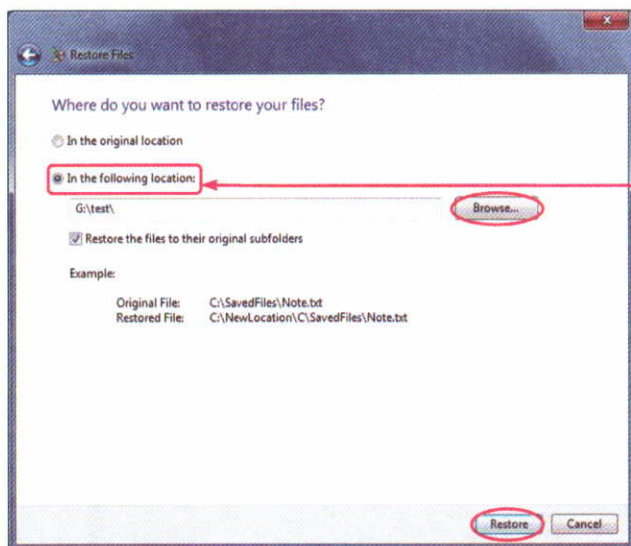 x
Restore Files
Where do you want to restore your files?
In the original location
In the following location:
G:\test\
Browse...
Restore the files to their original subfolders
Example:
Original File: C:\SavedFiles\Note.txt
Restored File: C:\NewLocation\C\SavedFiles\Note.txt
Restore Cancel